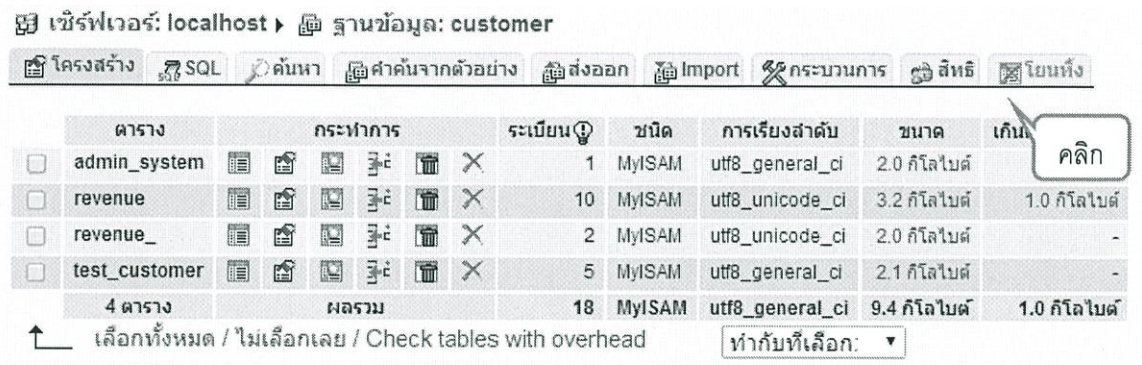 เซิร์ฟเวอร์: localhost ▸ ฐานข้อมูล: customer
โครงสร้าง SQL ค้นหา คำค้นจากตัวอย่าง ส่งออก Import กระบวนการ สิทธิ โยนทิ้ง
ตาราง กระทำการ ระเบียน ชนิด การเรียงลำดับ ขนาด
คลิก
admin_system 1 MyISAM utf8_general_ci 2.0 กิโลไบต์
revenue 10 MyISAM utf8_unicode_ci 3.2 กิโลไบต์ 1.0 กิโลไบต์
revenue_ 2 MyISAM utf8_unicode_ci 2.0 กิโลไบต์ -
test_customer 5 MyISAM utf8_general_ci 2.1 กิโลไบต์ -
4 ตาราง ผลรวม 18 MyISAM utf8_general_ci 9.4 กิโลไบต์ 1.0 กิโลไบต์
เลือกทั้งหมด / ไม่เลือกเลย / Check tables with overhead ทำกับที่เลือก: